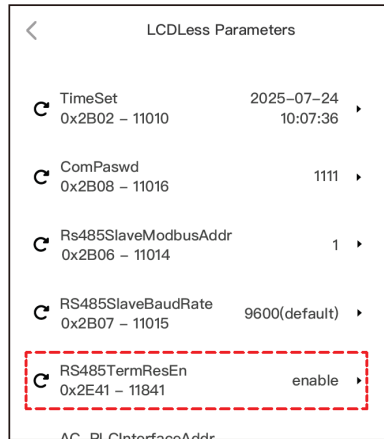 LCDLess Parameters
TimeSet 2025-07-24
0x2B02 - 11010 10:07:36
ComPaswd
0x2B08 - 11016 1111
Rs485SlaveModbusAddr
0x2B06 - 11014 1
RS485SlaveBaudRate
0x2B07 - 11015 9600(default)
RS485TermResEn
0x2E41 - 11841 enable
AC_PLCInterfaceAddr